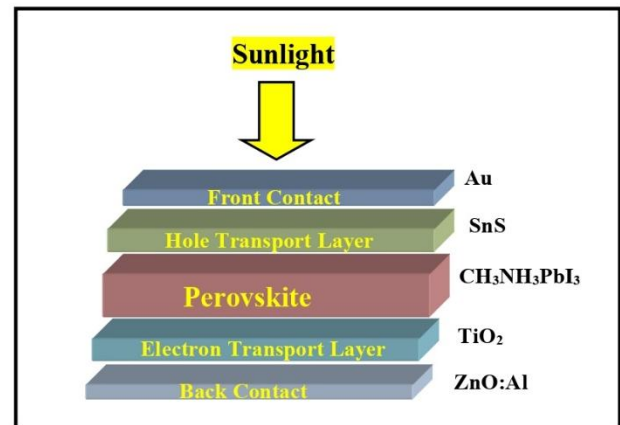 Sunlight
Front Contact
Au
Hole Transport Layer
SnS
Perovskite
CH₃NH₃PbI₃
Electron Transport Layer
TiO₂
Back Contact
ZnO:Al